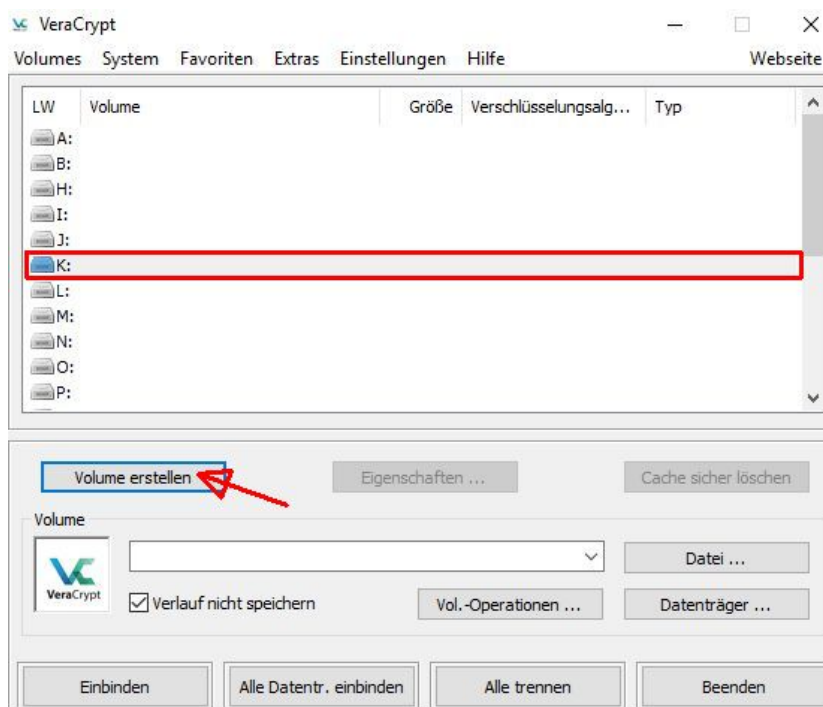 VeraCrypt
Volumes System Favoriten Extras Einstellungen Hilfe Webseite
LW Volume Größe Verschlüsselungsalg... Typ
A:
B:
H:
I:
J:
K:
L:
M:
N:
O:
P:
Volume erstellen Eigenschaften ... Cache sicher löschen
Volume
Datei ...
VeraCrypt
Verlauf nicht speichern Vol.-Operationen ... Datenträger ...
Einbinden Alle Datentr. einbinden Alle trennen Beenden